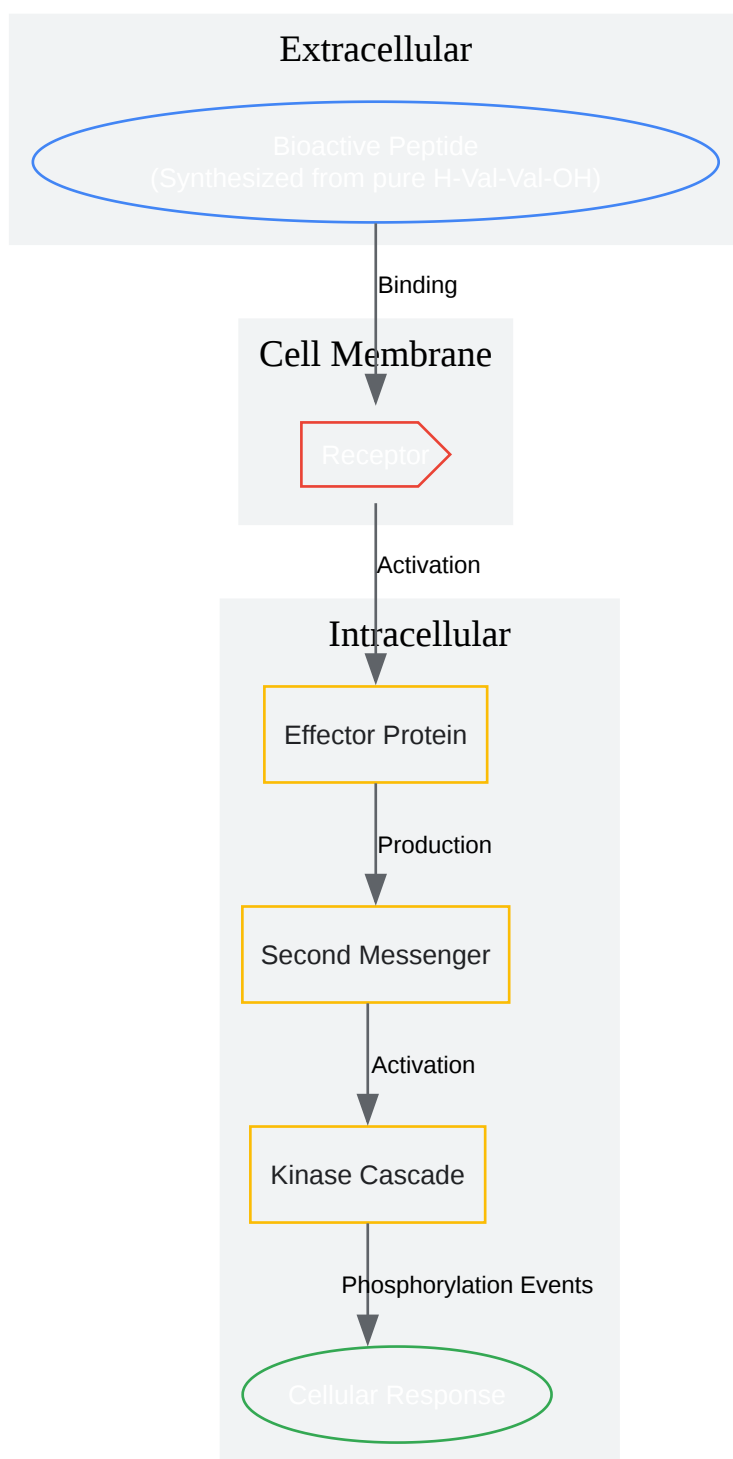 Extracellular
Bioactive Peptide
(Synthesized from pure H-Val-Val-OH)
Binding
Cell Membrane
Receptor
Activation
Intracellular
Effector Protein
Production
Second Messenger
Activation
Kinase Cascade
Phosphorylation Events
Cellular Response